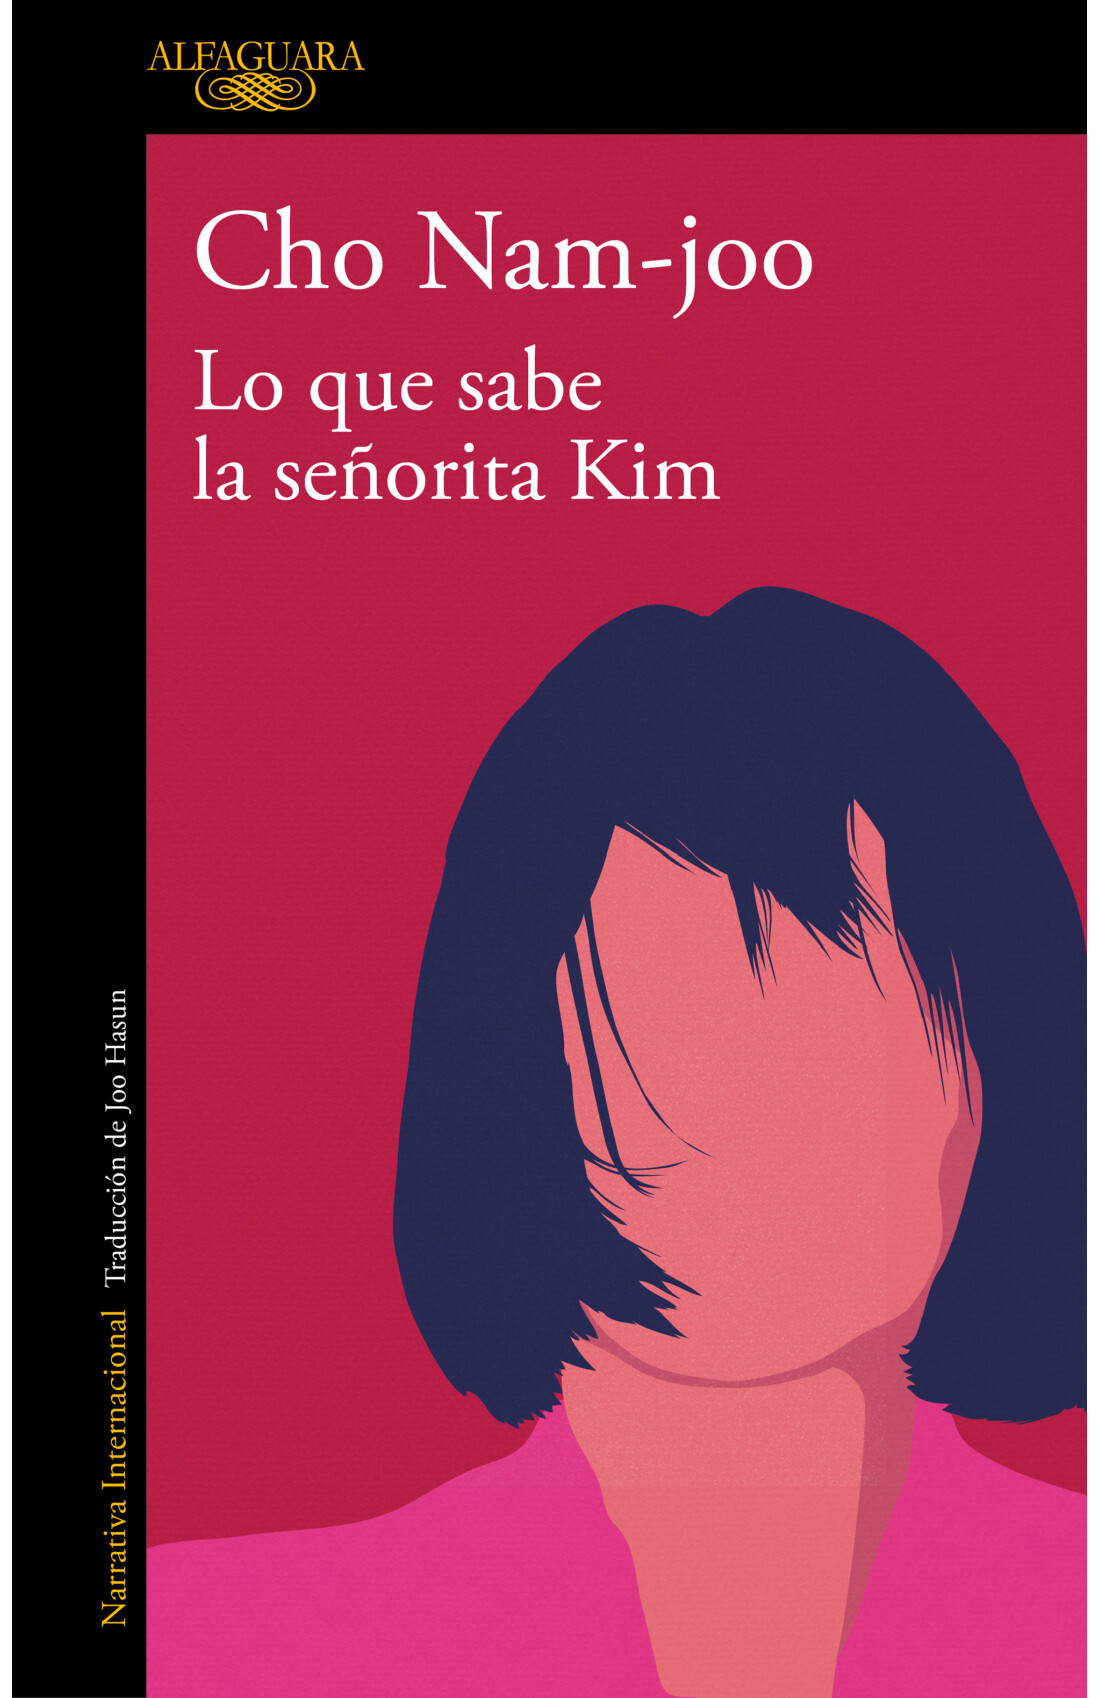 ALFAGUARA
Cho Nam-joo
Lo que sabe
la señorita Kim
Narrativa Internacional Traducción de Joo Hasun